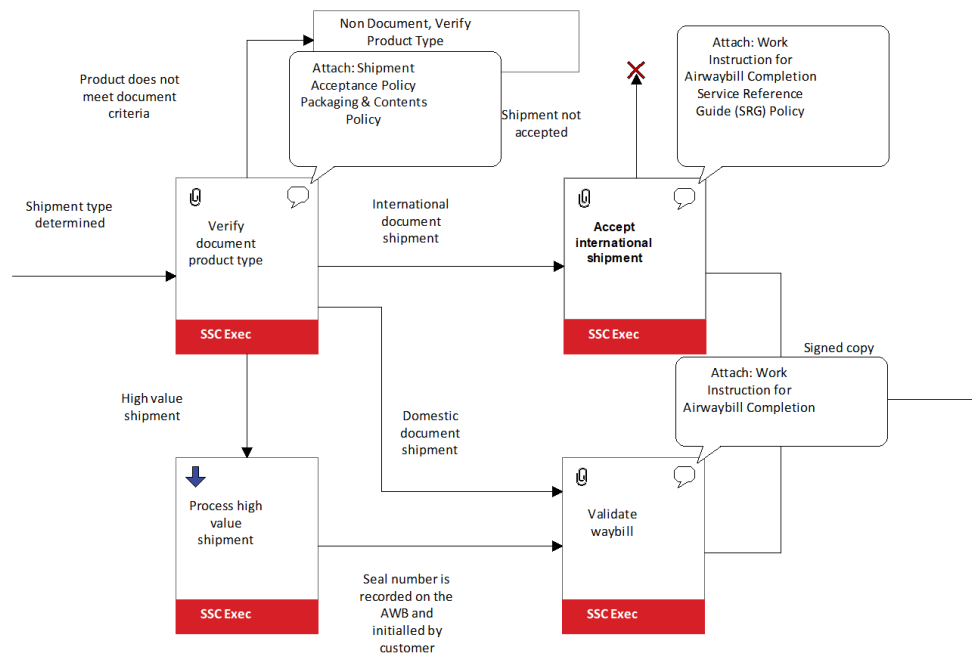 Non Document, Verify
Product Type
Attach: Shipment
Acceptance Policy
Packaging & Contents
Policy
Attach: Work
Instruction for
Airwaybill Completion
Service Reference
Guide (SRG) Policy
Product does not
meet document
criteria
Shipment not
accepted
Shipment type
determined
Verify
document
product type
SSC Exec
International
document
shipment
Accept
international
shipment
SSC Exec
Signed copy
Attach: Work
Instruction for
Airwaybill Completion
High value
shipment
Domestic
document
shipment
Process high
value
shipment
SSC Exec
Validate
waybill
SSC Exec
Seal number is
recorded on the
AWB and
initialled by
customer